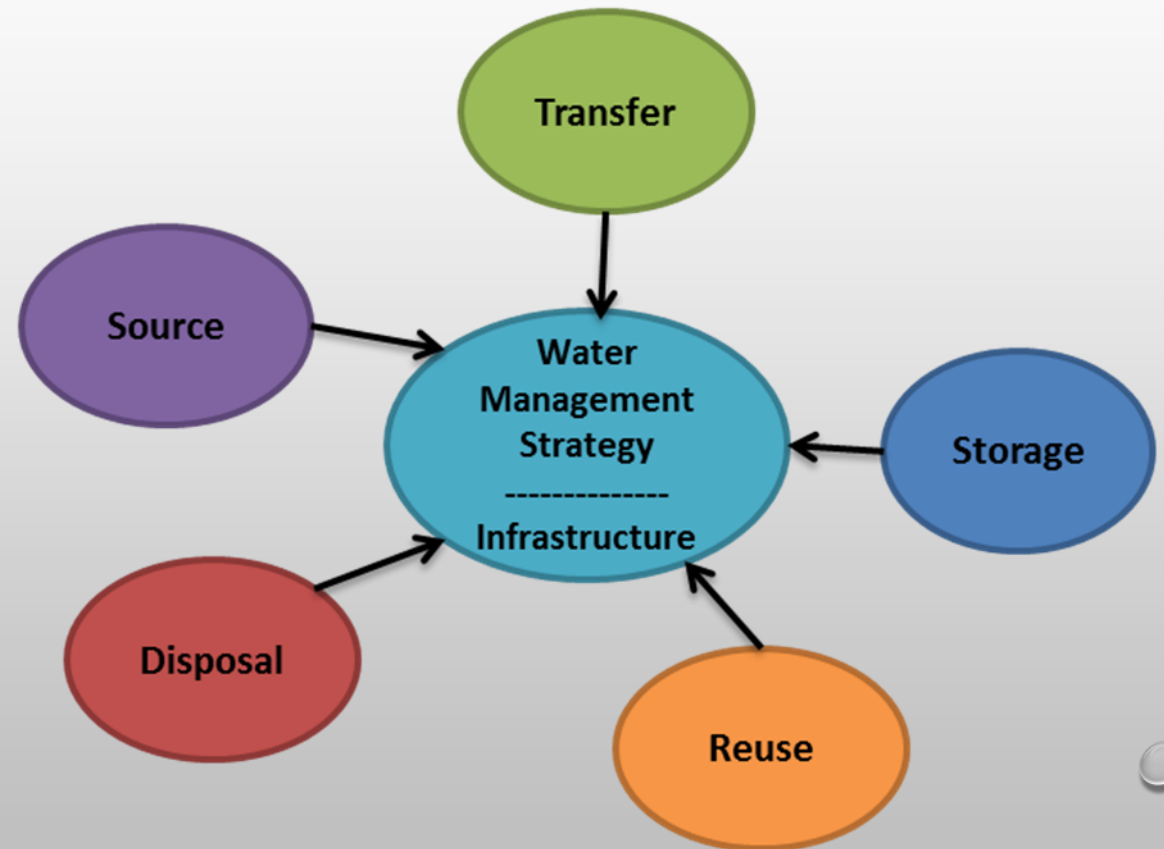 Transfer
Source
Water
Management
Strategy
--------------
Infrastructure
Storage
Disposal
Reuse